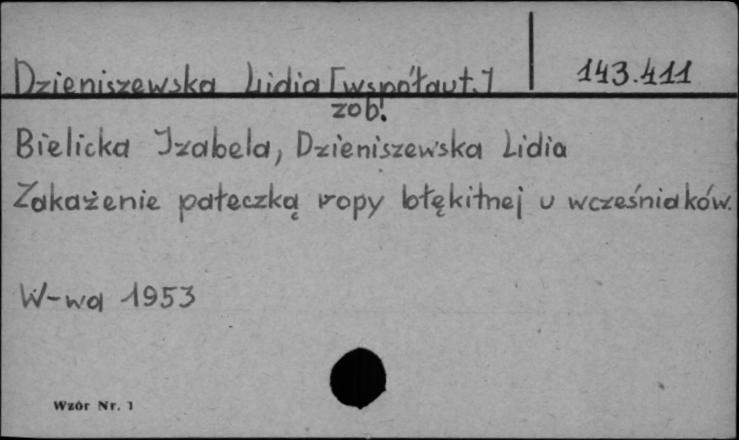 Dzieniszewska Lidia [współaut.] 143.411
zob.
Bielicka Izabela, Dzieniszewska Lidia
Zakażenie pałeczką ropy błękitnej u wcześniaków.
W-wa 1953
Wzór Nr. 1